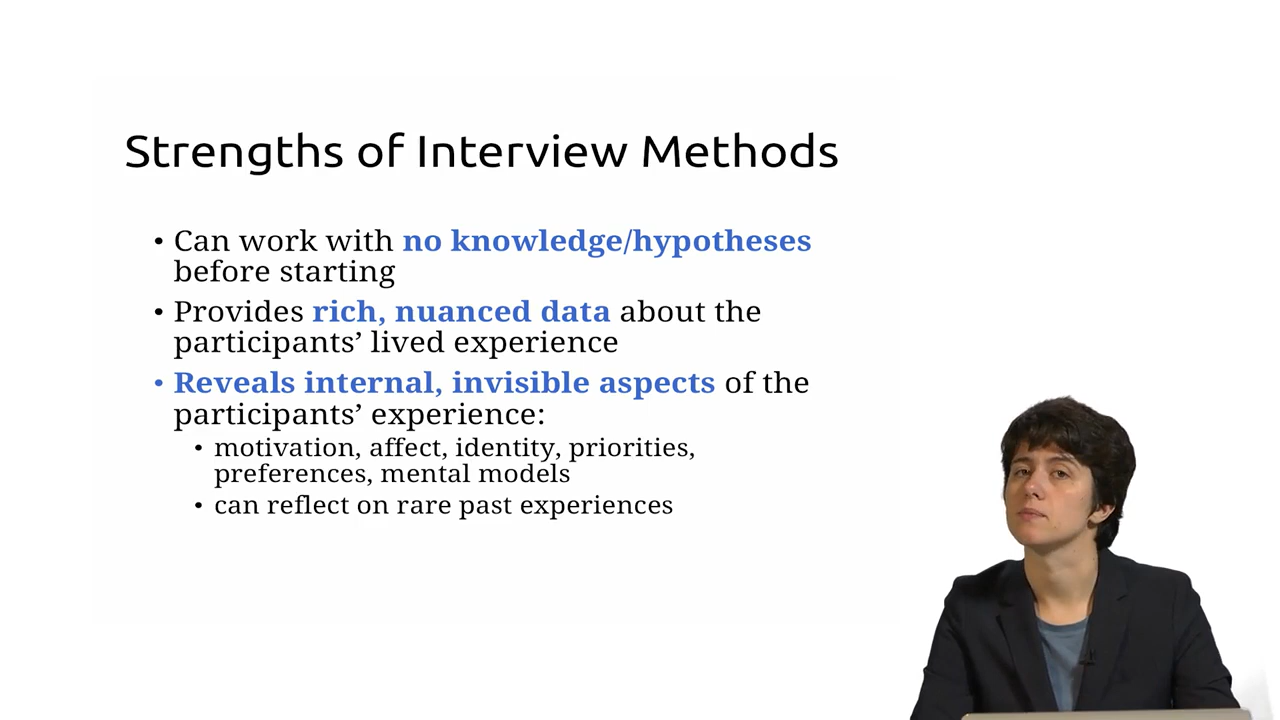 Strengths of Interview Methods
• Can work with no knowledge/hypotheses
before starting
• Provides rich, nuanced data about the
participants’ lived experience
• Reveals internal, invisible aspects of the
participants’ experience:
• motivation, affect, identity, priorities,
preferences, mental models
• can reflect on rare past experiences